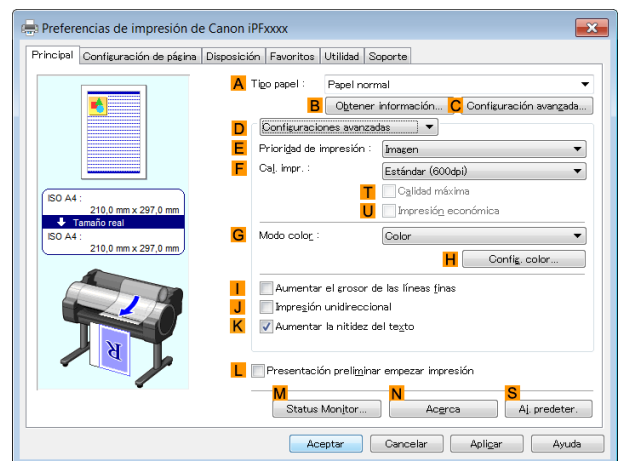 Preferencias de impresión de Canon iPFxxxx
Principal Configuración de página Disposición Favoritos Utilidad Soporte
A Tipo papel : Papel normal
B Obtener información... C Configuración avanzada...
D Configuraciones avanzadas
E Prioridad de impresión : Imagen
F Cal. impr. : Estándar (600dpi)
T Calidad máxima
U Impresión económica
ISO A4 :
210,0 mm x 297,0 mm
Tamaño real
ISO A4 :
210,0 mm x 297,0 mm
G Modo color : Color
H Config. color...
I Aumentar el grosor de las líneas finas
J Impresión unidireccional
K Aumentar la nitidez del texto
R
L Presentación preliminar empezar impresión
M N S
Status Monitor... Acerca Aj. predeter.
Aceptar Cancelar Aplicar Ayuda